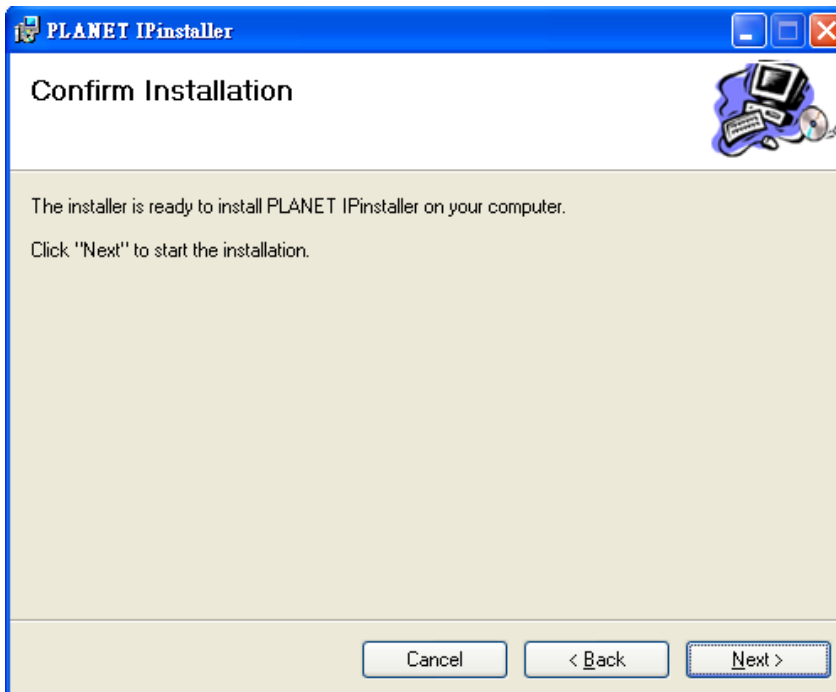 PLANET IPinstaller
Confirm Installation
The installer is ready to install PLANET IPinstaller on your computer.
Click "Next" to start the installation.
Cancel
< Back
Next >